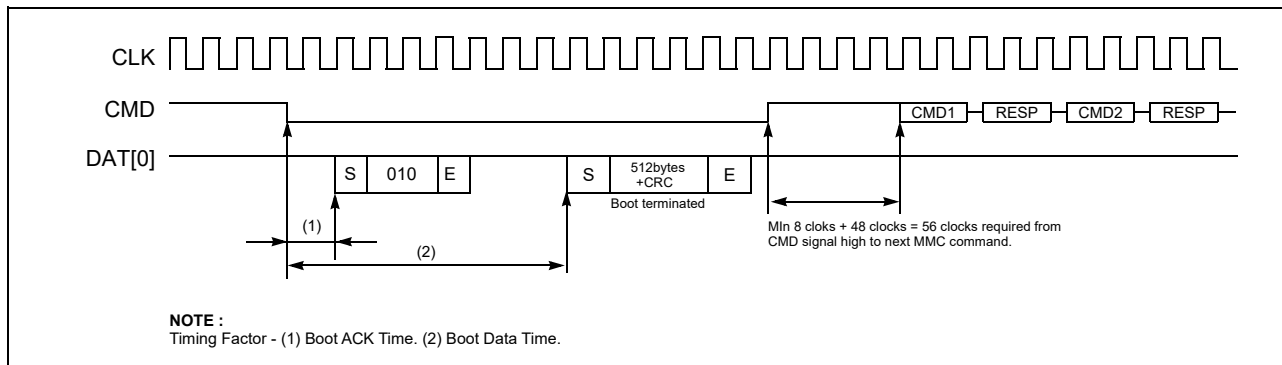 CLK
CMD
CMD1 RESP CMD2 RESP
DAT[0]
S 010 E
S 512bytes +CRC E
Boot terminated
(1)
(2)
MIn 8 cloks + 48 clocks = 56 clocks required from
CMD signal high to next MMC command.
NOTE :
Timing Factor - (1) Boot ACK Time. (2) Boot Data Time.